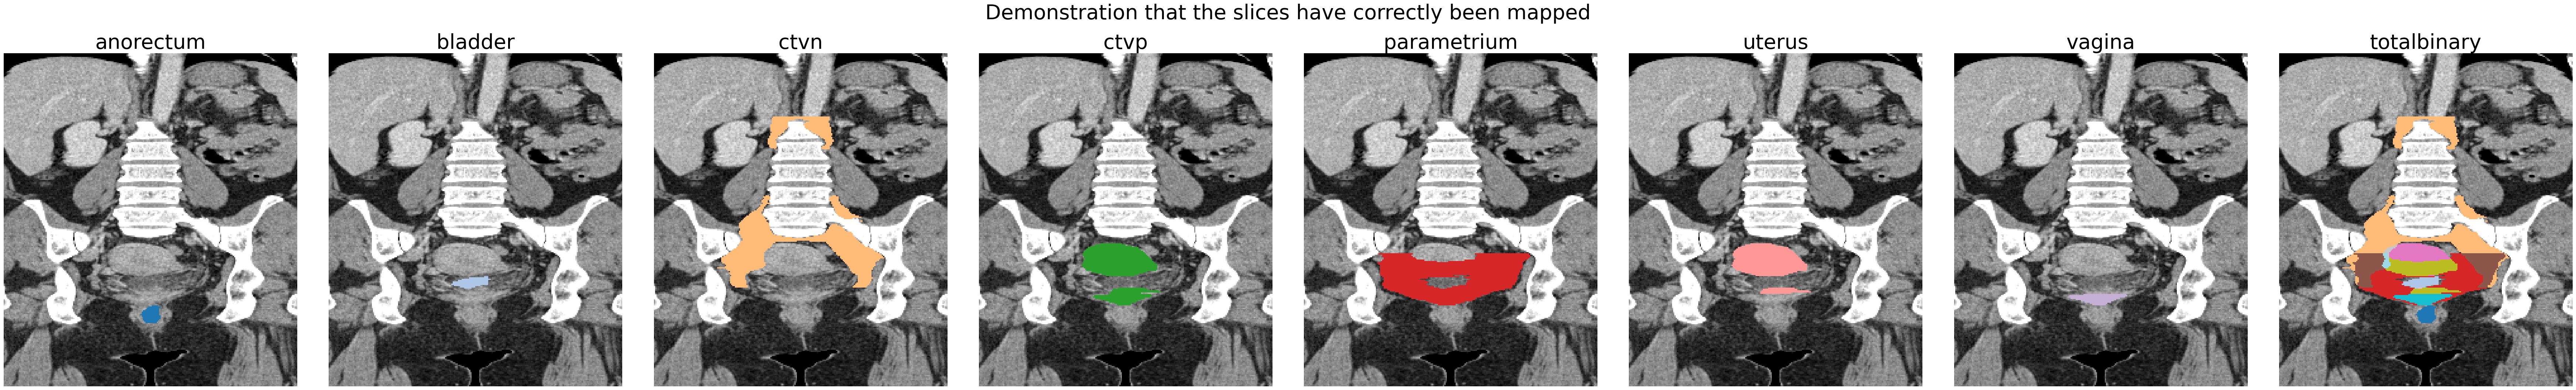 Demonstration that the slices have correctly been mapped
anorectum
bladder
ctvn
ctvp
parametrium
uterus
vagina
totalbinary